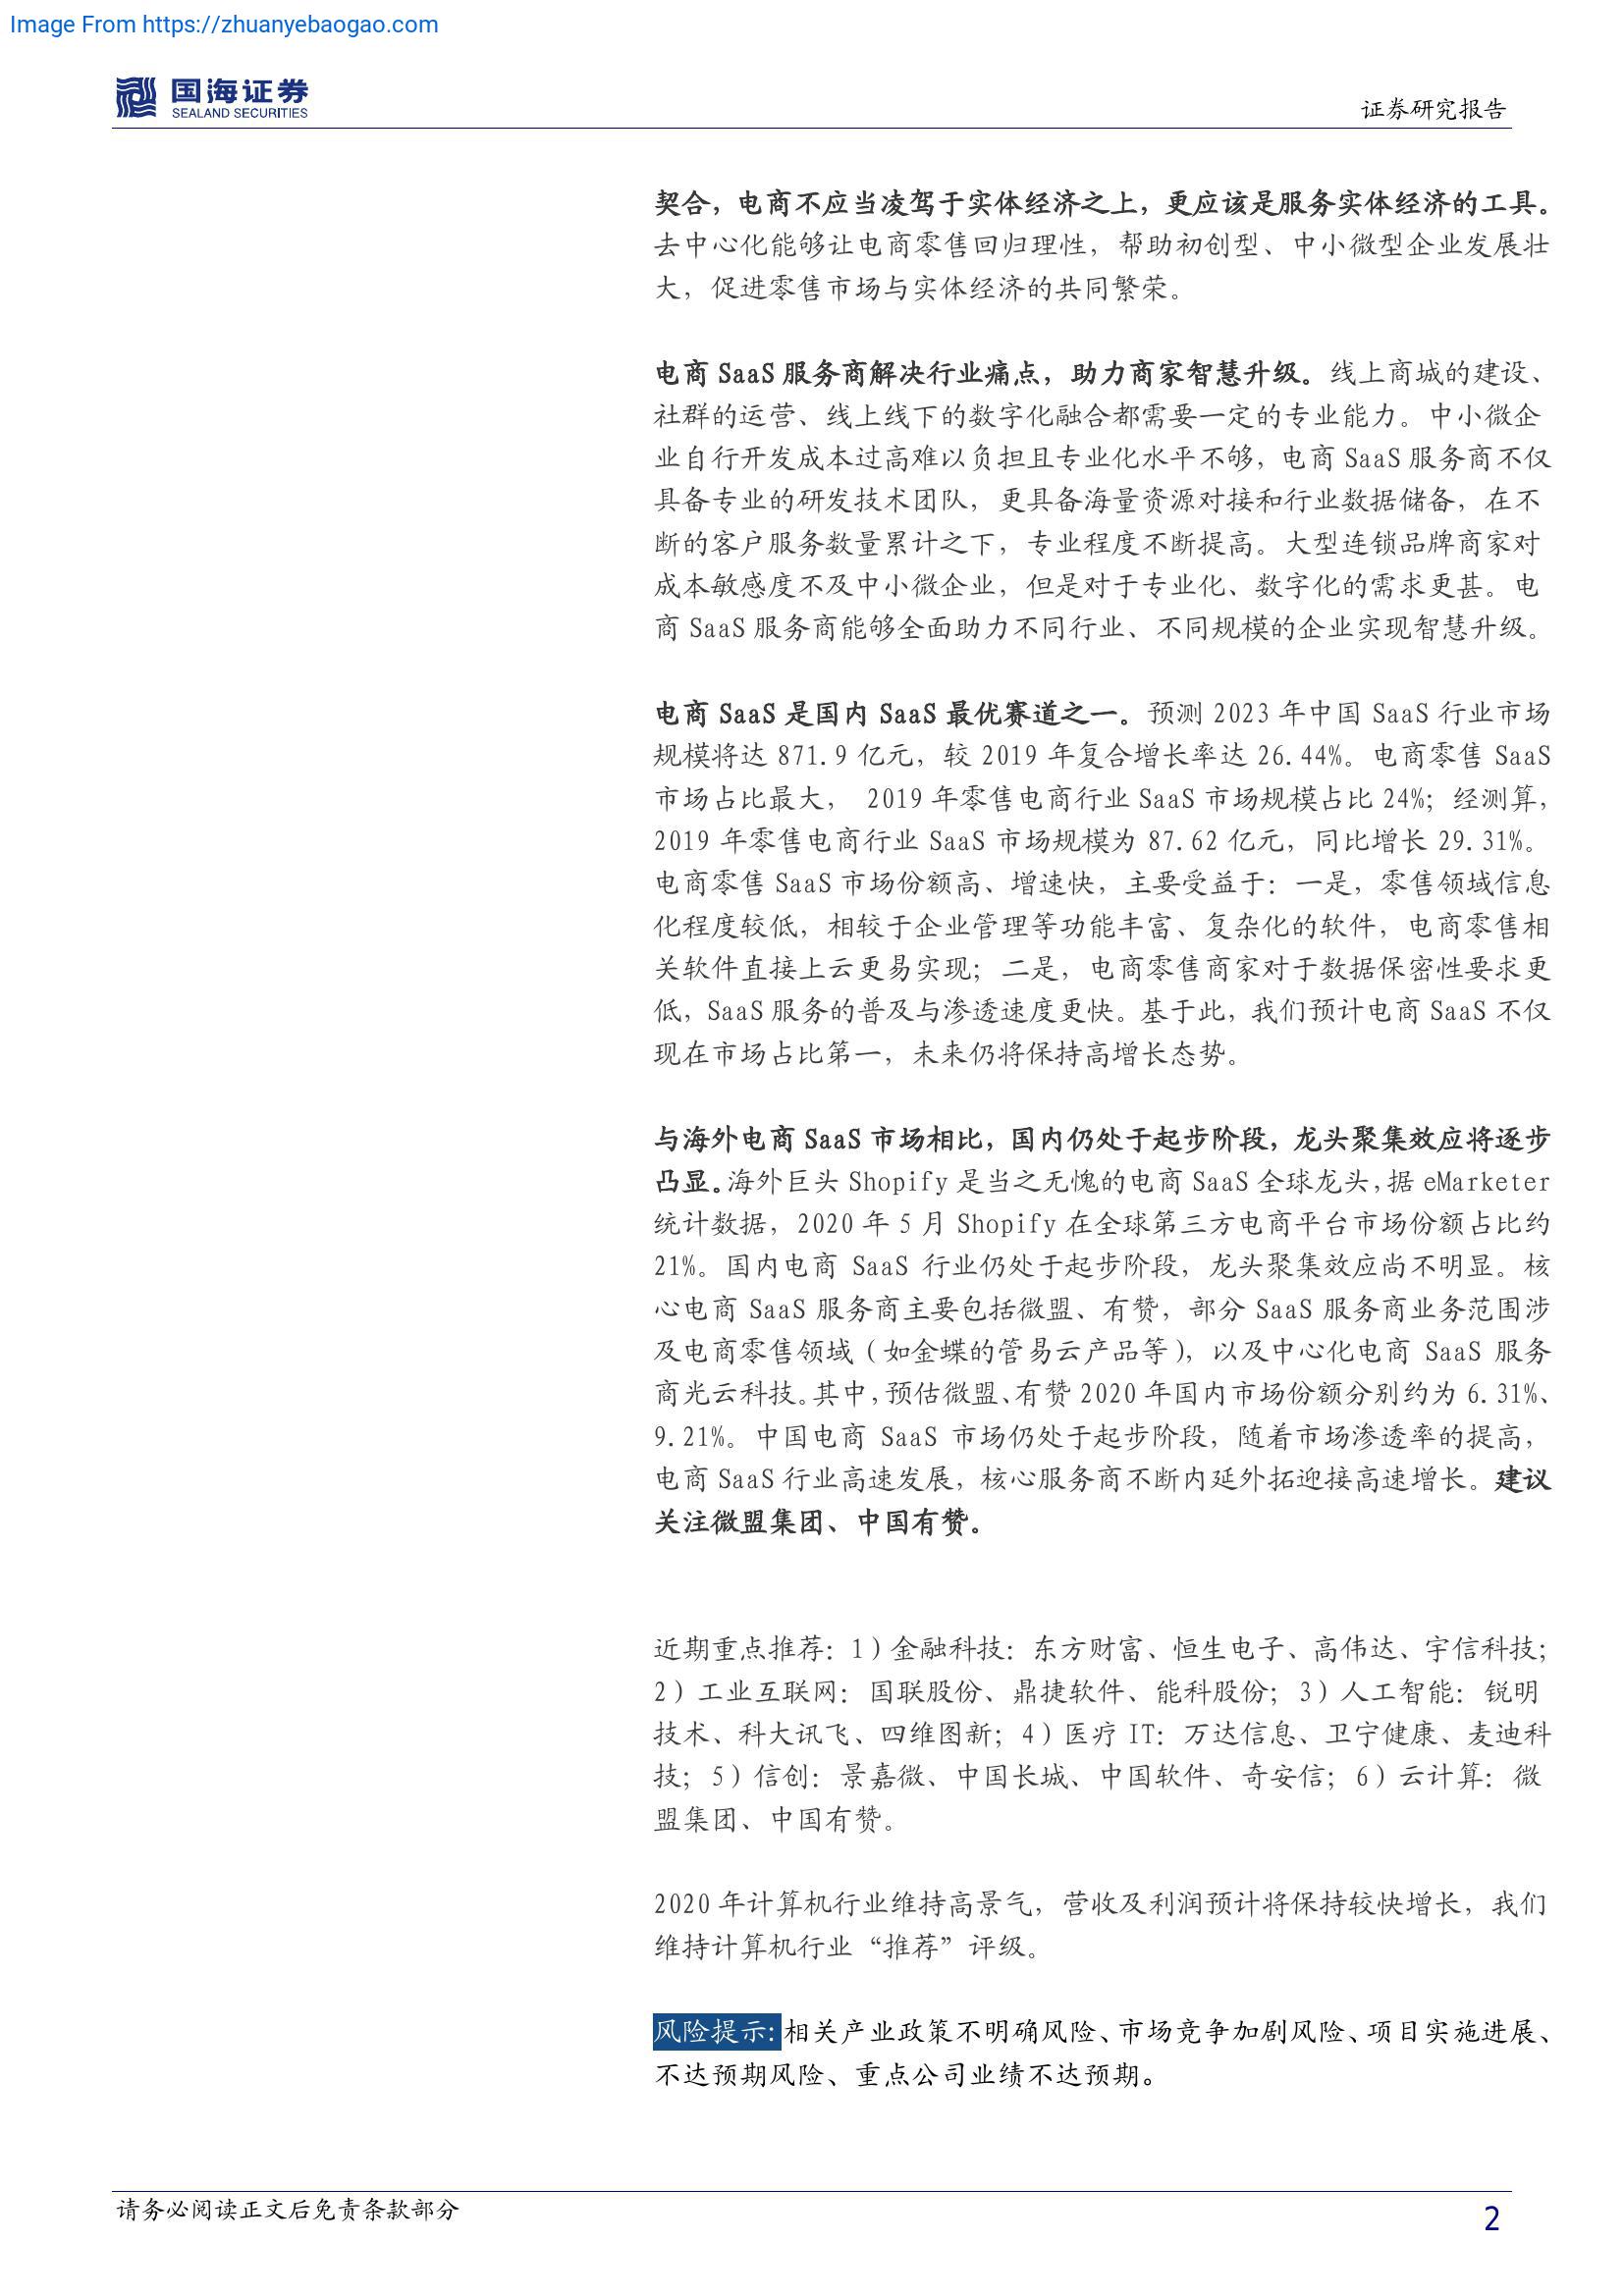 Image From https://zhuanyebaogao.com
国海证券
SEALAND SECURITIES
证券研究报告
契合，电商不应当凌驾于实体经济之上，更应该是服务实体经济的工具。
去中心化能够让电商零售回归理性，帮助初创型、中小微型企业发展壮
大，促进零售市场与实体经济的共同繁荣。
电商 SaaS 服务商解决行业痛点，助力商家智慧升级。线上商城的建设、
社群的运营、线上线下的数字化融合都需要一定的专业能力。中小微企
业自行开发成本过高难以负担且专业化水平不够，电商 SaaS 服务商不仅
具备专业的研发技术团队，更具备海量资源对接和行业数据储备，在不
断的客户服务数量累计之下，专业程度不断提高。大型连锁品牌商家对
成本敏感度不及中小微企业，但是对于专业化、数字化的需求更甚。电
商 SaaS 服务商能够全面助力不同行业、不同规模的企业实现智慧升级。
电商 SaaS 是国内 SaaS 最优赛道之一。预测 2023 年中国 SaaS 行业市场
规模将达 871.9 亿元，较 2019 年复合增长率达 26.44%。电商零售 SaaS
市场占比最大， 2019 年零售电商行业 SaaS 市场规模占比 24%；经测算，
2019 年零售电商行业 SaaS 市场规模为 87.62 亿元，同比增长 29.31%。
电商零售 SaaS 市场份额高、增速快，主要受益于：一是，零售领域信息
化程度较低，相较于企业管理等功能丰富、复杂化的软件，电商零售相
关软件直接上云更易实现；二是，电商零售商家对于数据保密性要求更
低，SaaS 服务的普及与渗透速度更快。基于此，我们预计电商 SaaS 不仅
现在市场占比第一，未来仍将保持高增长态势。
与海外电商 SaaS 市场相比，国内仍处于起步阶段，龙头聚集效应将逐步
凸显。海外巨头 Shopify 是当之无愧的电商 SaaS 全球龙头，据 eMarketer
统计数据，2020 年 5 月 Shopify 在全球第三方电商平台市场份额占比约
21%。国内电商 SaaS 行业仍处于起步阶段，龙头聚集效应尚不明显。核
心电商 SaaS 服务商主要包括微盟、有赞，部分 SaaS 服务商业务范围涉
及电商零售领域（如金蝶的管易云产品等），以及中心化电商 SaaS 服务
商光云科技。其中，预估微盟、有赞 2020 年国内市场份额分别约为 6.31%、
9.21%。中国电商 SaaS 市场仍处于起步阶段，随着市场渗透率的提高，
电商 SaaS 行业高速发展，核心服务商不断内延外拓迎接高速增长。建议
关注微盟集团、中国有赞。
近期重点推荐：1）金融科技：东方财富、恒生电子、高伟达、宇信科技；
2）工业互联网：国联股份、鼎捷软件、能科股份；3）人工智能：锐明
技术、科大讯飞、四维图新；4）医疗 IT：万达信息、卫宁健康、麦迪科
技；5）信创：景嘉微、中国长城、中国软件、奇安信；6）云计算：微
盟集团、中国有赞。
2020 年计算机行业维持高景气，营收及利润预计将保持较快增长，我们
维持计算机行业“推荐”评级。
风险提示：相关产业政策不明确风险、市场竞争加剧风险、项目实施进展、
不达预期风险、重点公司业绩不达预期。
请务必阅读正文后免责条款部分
2